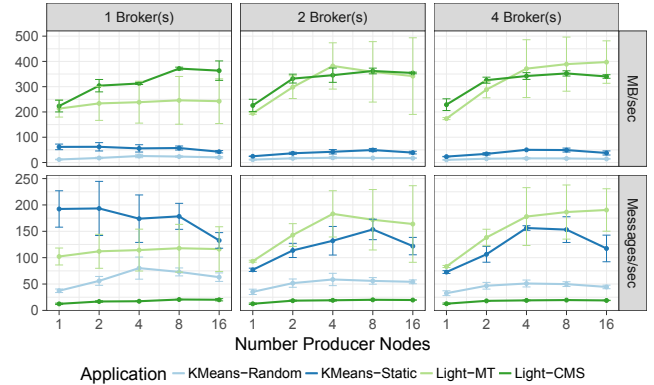 1 Broker(s) 2 Broker(s) 4 Broker(s)
500
400
300
200
100
0
MB/sec
250
200
150
100
50
0
Messages/sec
1 2 4 8 16 1 2 4 8 16 1 2 4 8 16
Number Producer Nodes
Application KMeans-Random KMeans-Static Light-MT Light-CMS